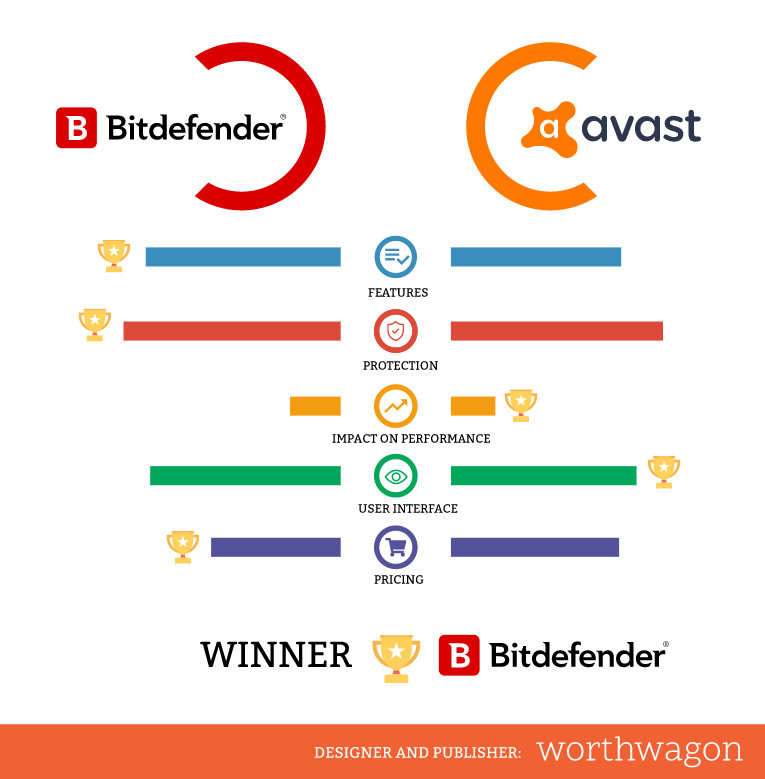 B Bitdefender®
a avast
FEATURES
PROTECTION
IMPACT ON PERFORMANCE
USER INTERFACE
PRICING
WINNER B Bitdefender®
DESIGNER AND PUBLISHER: worthwagon